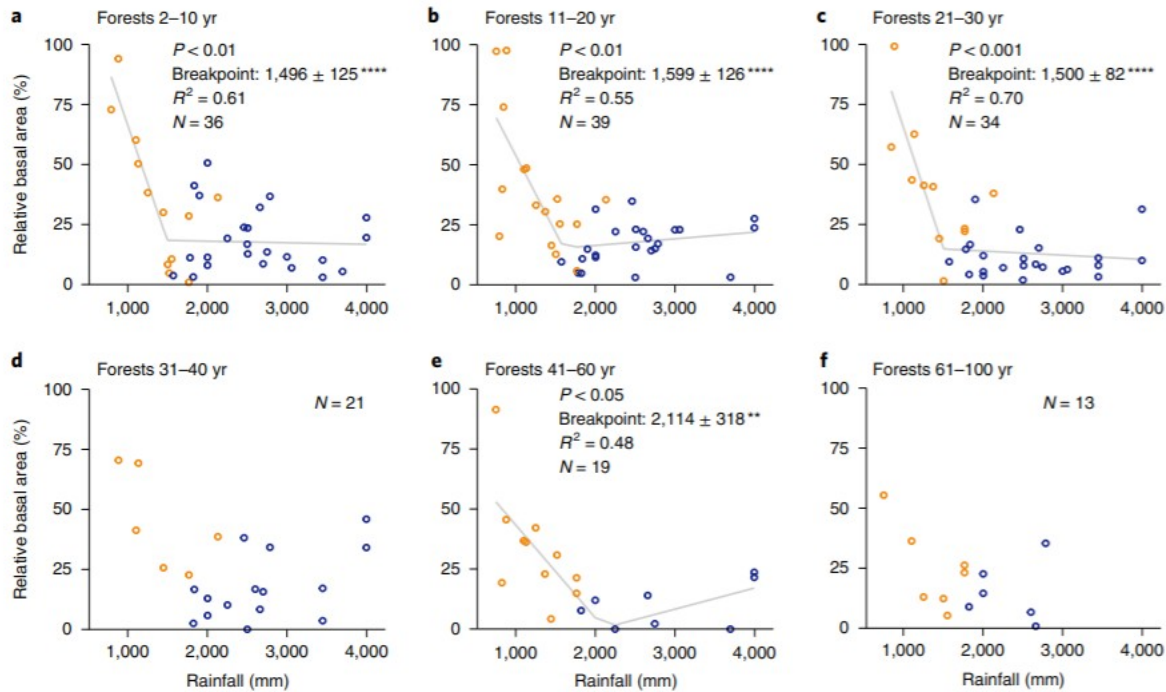 a Forests 2–10 yr
P < 0.01
Breakpoint: 1,496 ± 125 ****
R² = 0.61
N = 36
Relative basal area (%)
100
75
50
25
0
1,000 2,000 3,000 4,000
b Forests 11–20 yr
P < 0.01
Breakpoint: 1,599 ± 126 ****
R² = 0.55
N = 39
100
75
50
25
0
1,000 2,000 3,000 4,000
c Forests 21–30 yr
P < 0.001
Breakpoint: 1,500 ± 82 ****
R² = 0.70
N = 34
100
75
50
25
0
1,000 2,000 3,000 4,000
d Forests 31–40 yr
N = 21
Relative basal area (%)
100
75
50
25
0
1,000 2,000 3,000 4,000
Rainfall (mm)
e Forests 41–60 yr
P < 0.05
Breakpoint: 2,114 ± 318 **
R² = 0.48
N = 19
100
75
50
25
0
1,000 2,000 3,000 4,000
Rainfall (mm)
f Forests 61–100 yr
N = 13
100
75
50
25
0
1,000 2,000 3,000 4,000
Rainfall (mm)